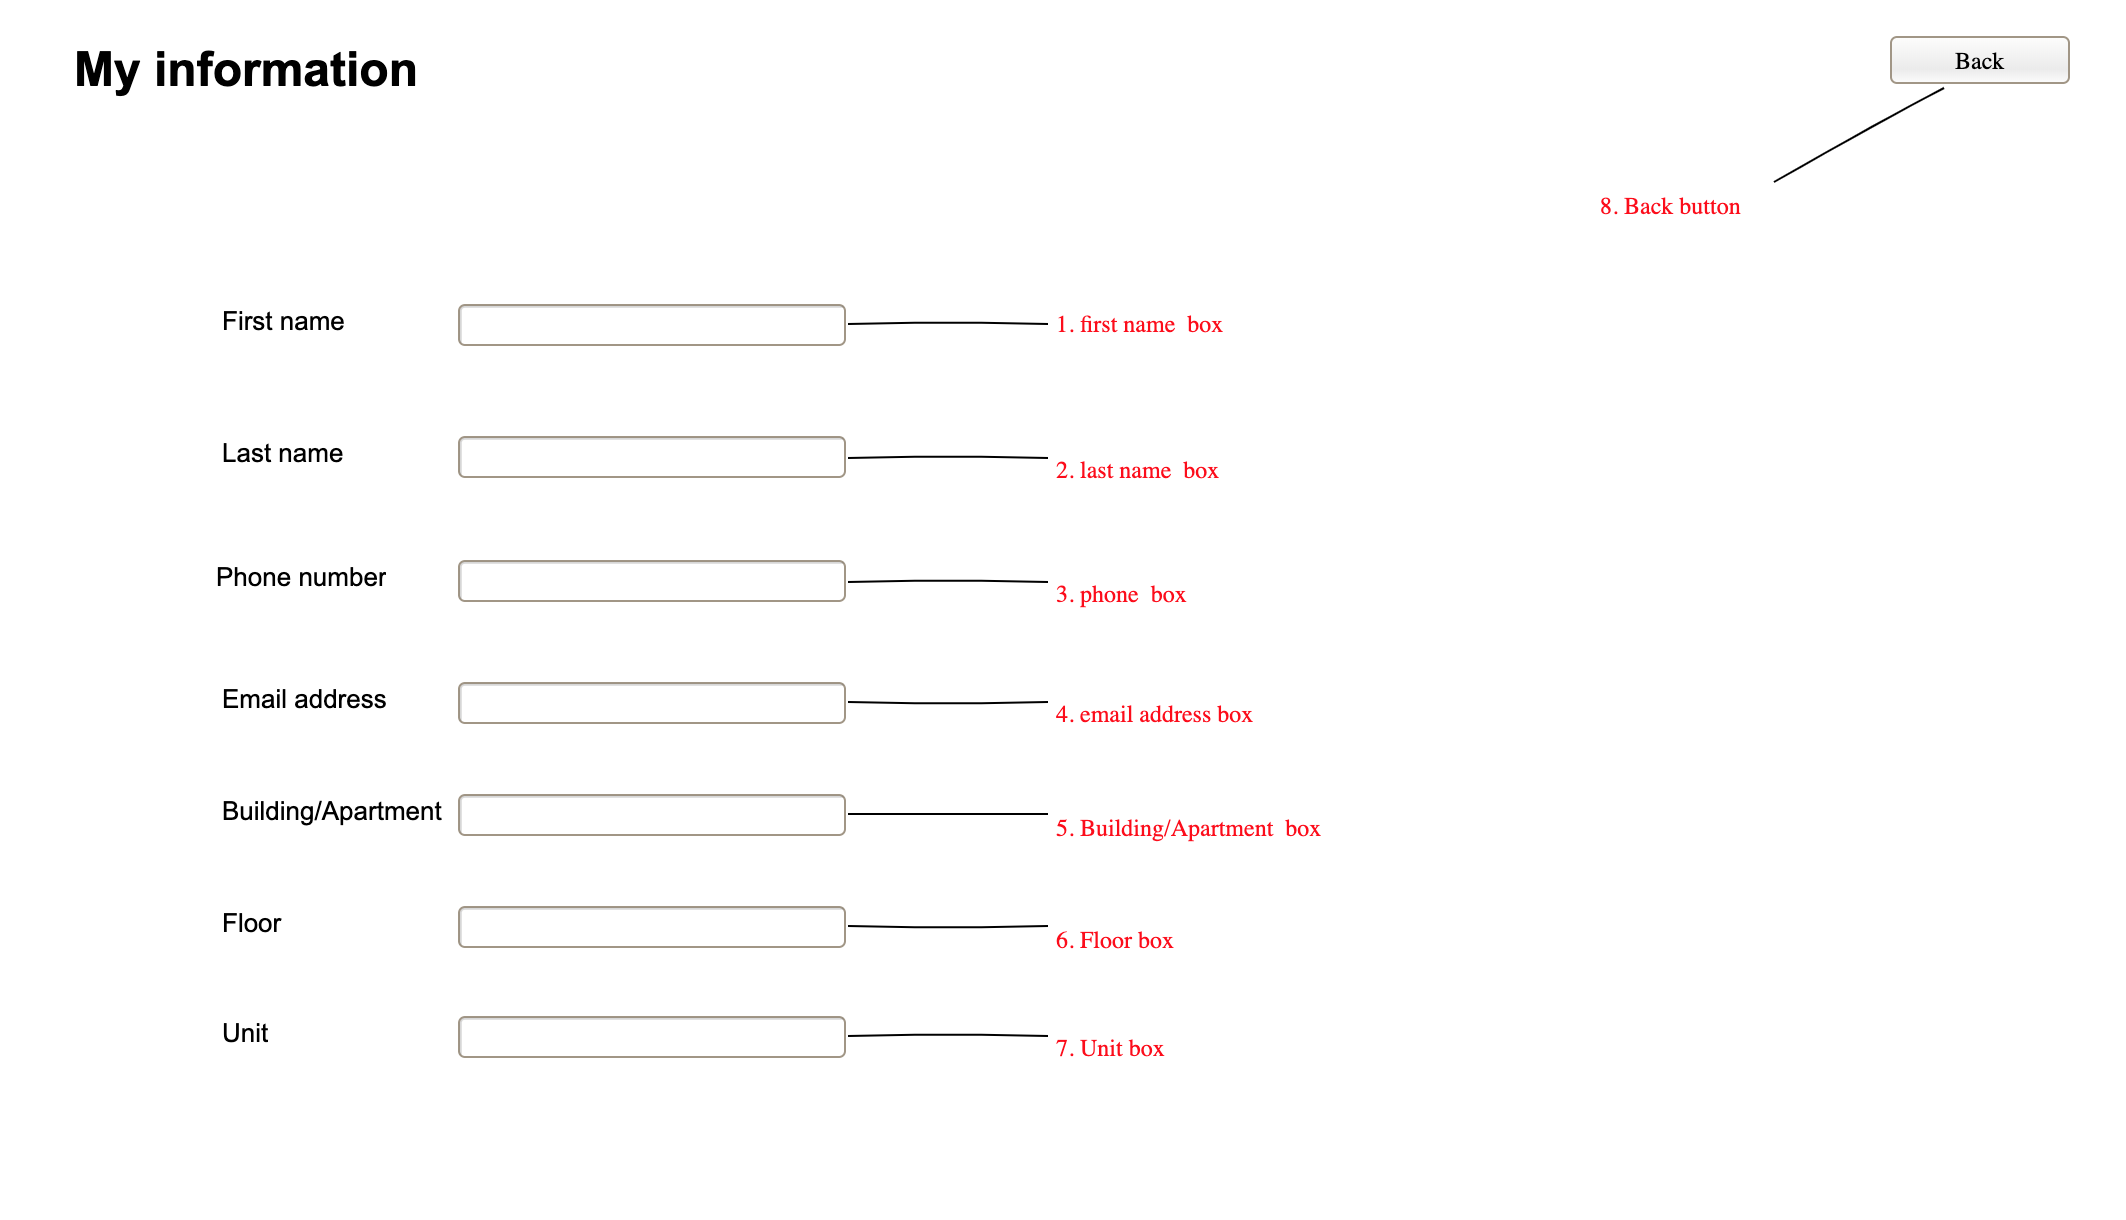 My information
Back
8. Back button
First name
1. first name  box
Last name
2. last name  box
Phone number
3. phone  box
Email address
4. email address box
Building/Apartment
5. Building/Apartment  box
Floor
6. Floor box
Unit
7. Unit box